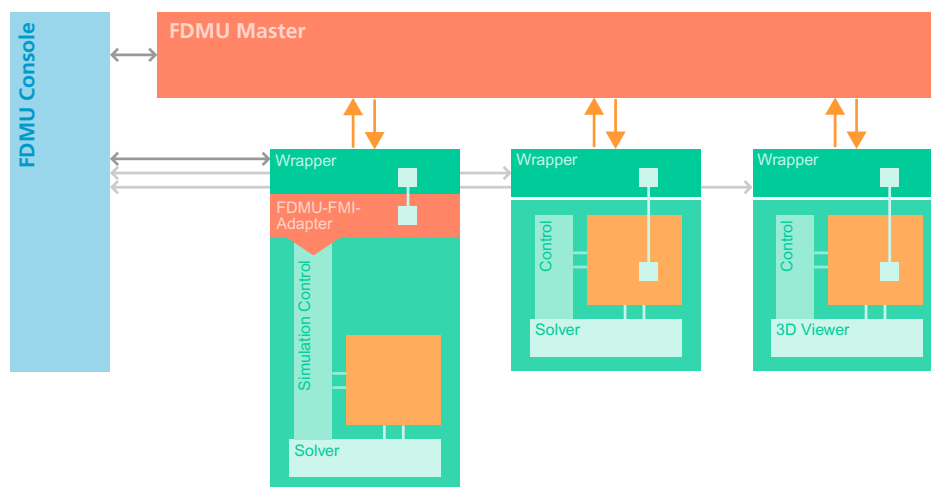 FDMU Console
FDMU Master
Wrapper
Wrapper
Wrapper
FDMU-FMI-
Adapter
Simulation Control
Solver
Control
Solver
Control
3D Viewer